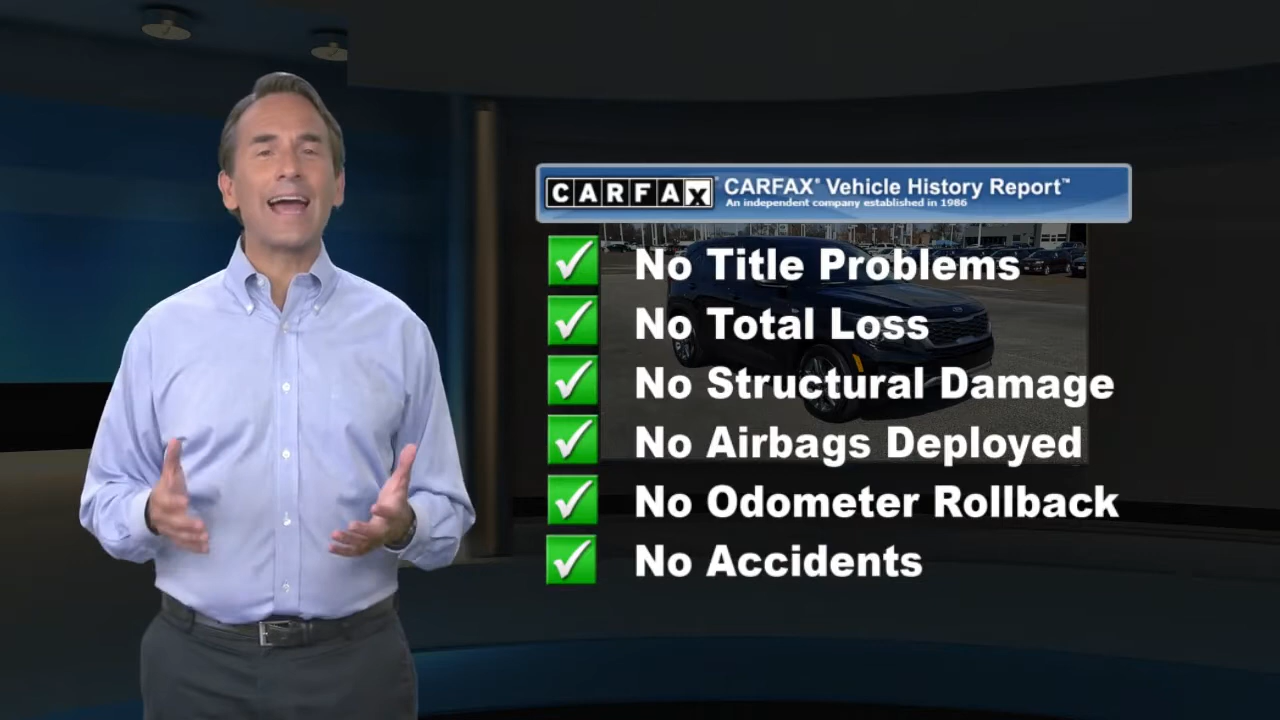 CARFAX® CARFAX® Vehicle History Report™
An independent company established in 1986
No Title Problems
No Total Loss
No Structural Damage
No Airbags Deployed
No Odometer Rollback
No Accidents